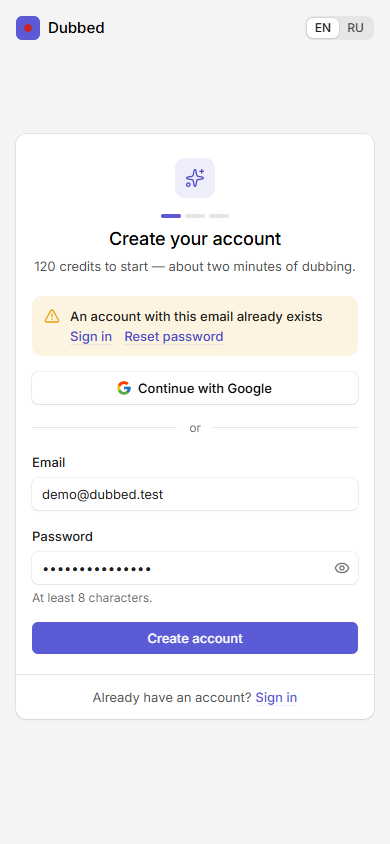 Dubbed
EN RU
Create your account
120 credits to start — about two minutes of dubbing.
An account with this email already exists
Sign in Reset password
Continue with Google
or
Email
demo@dubbed.test
Password
•••••••••••••••
At least 8 characters.
Create account
Already have an account? Sign in